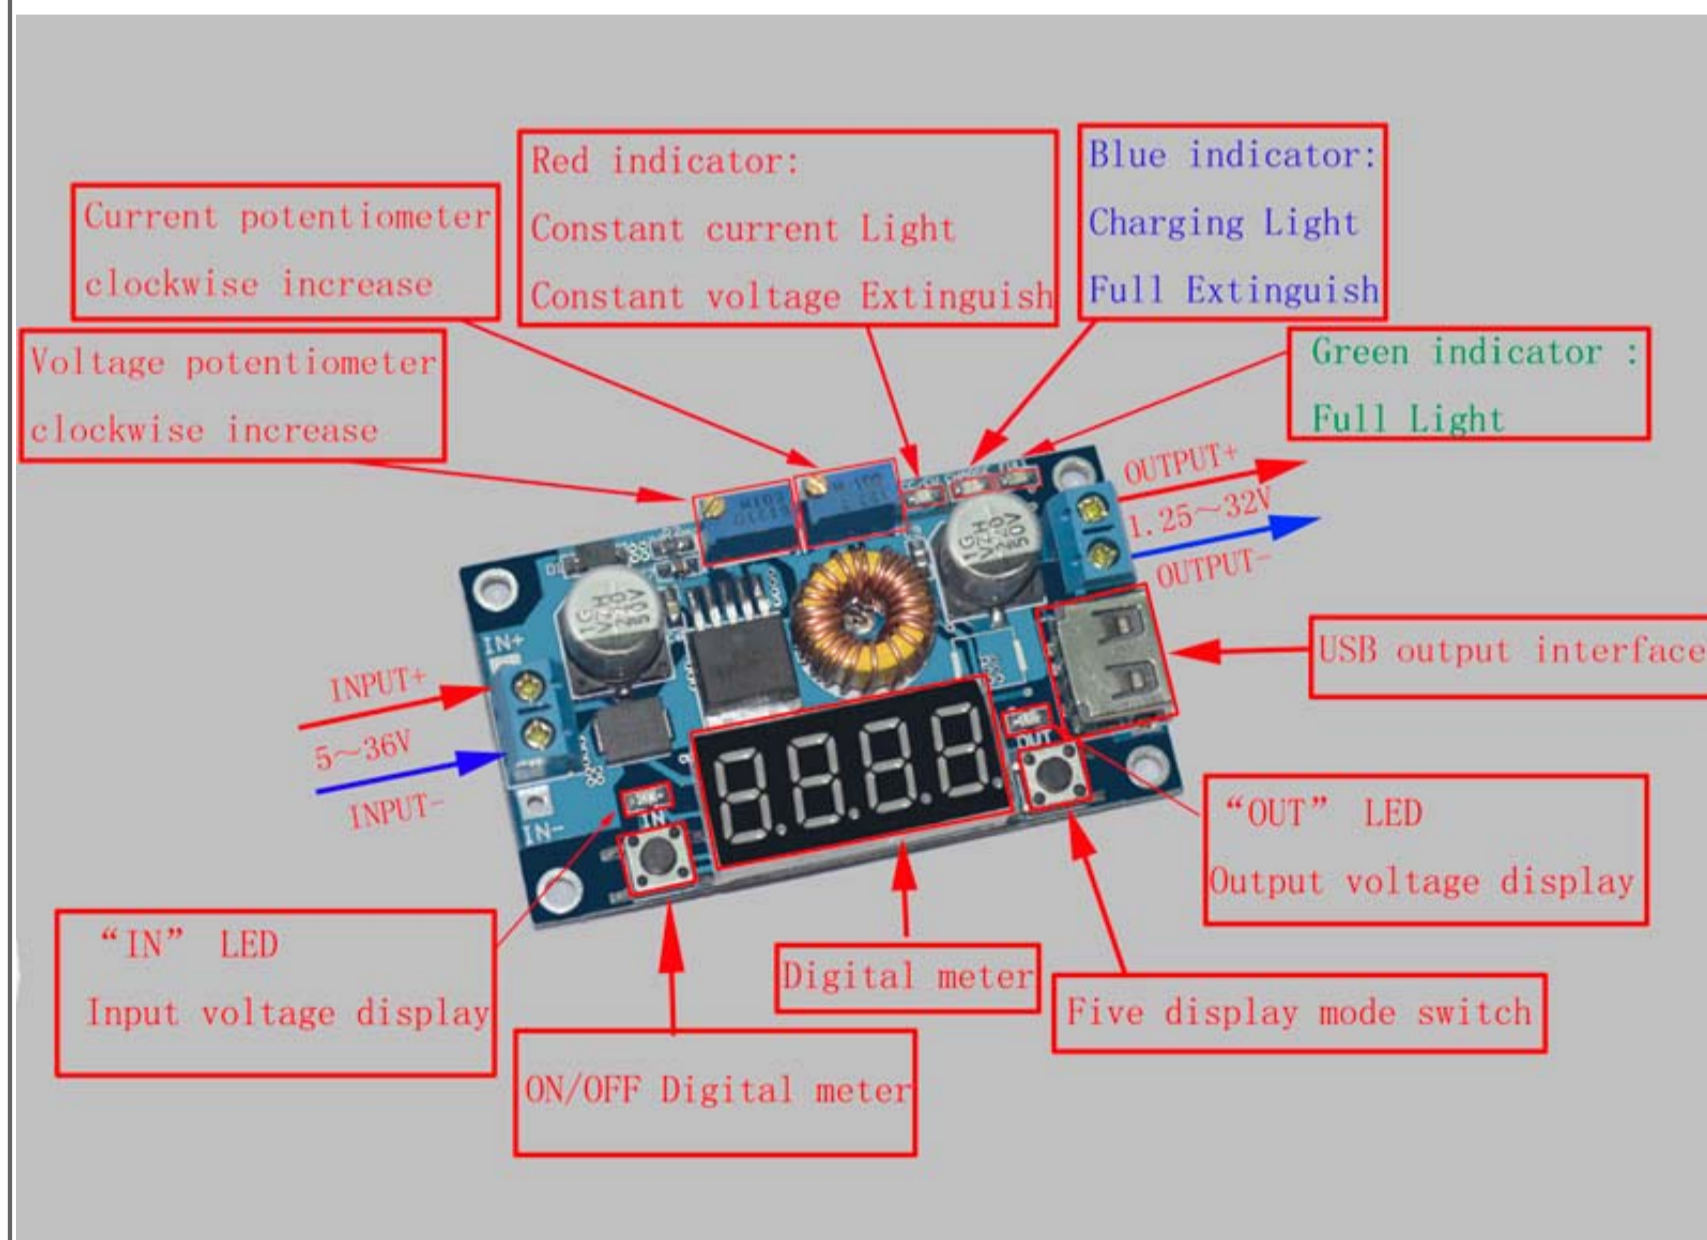 Red indicator:
Constant current Light
Constant voltage Extinguish
Blue indicator:
Charging Light
Full Extinguish
Current potentiometer
clockwise increase
Voltage potentiometer
clockwise increase
Green indicator :
Full Light
OUTPUT+
1.25~32V
OUTPUT-
IN+
INPUT+
5~36V
INPUT-
IN-
USB output interface
OUT
IN
“OUT” LED
Output voltage display
“IN” LED
Input voltage display
Digital meter
Five display mode switch
ON/OFF Digital meter